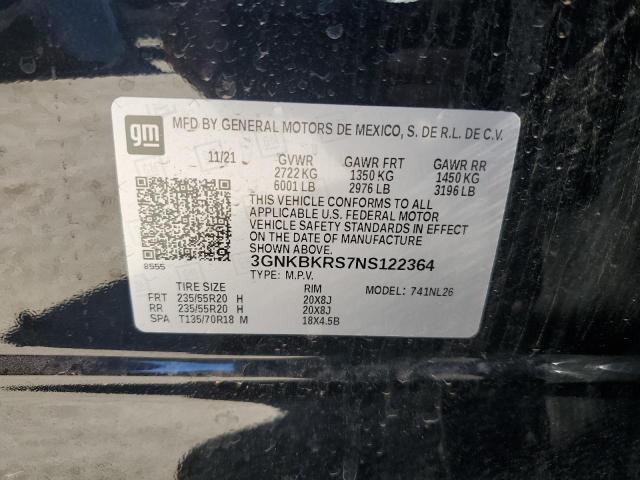 gm
MFD BY GENERAL MOTORS DE MEXICO, S. DE R.L. DE C.V.
11/21 GVWR GAWR FRT GAWR RR
2722 KG 1350 KG 1450 KG
6001 LB 2976 LB 3196 LB
THIS VEHICLE CONFORMS TO ALL
APPLICABLE U.S. FEDERAL MOTOR
VEHICLE SAFETY STANDARDS IN EFFECT
ON THE DATE OF MANUFACTURE
SHOWN ABOVE.
8555
3GNKBKRS7NS122364
TYPE: M.P.V.
TIRE SIZE RIM MODEL: 741NL26
FRT 235/55R20 H 20X8J
RR 235/55R20 H 20X8J
SPA T135/70R18 M 18X4.5B